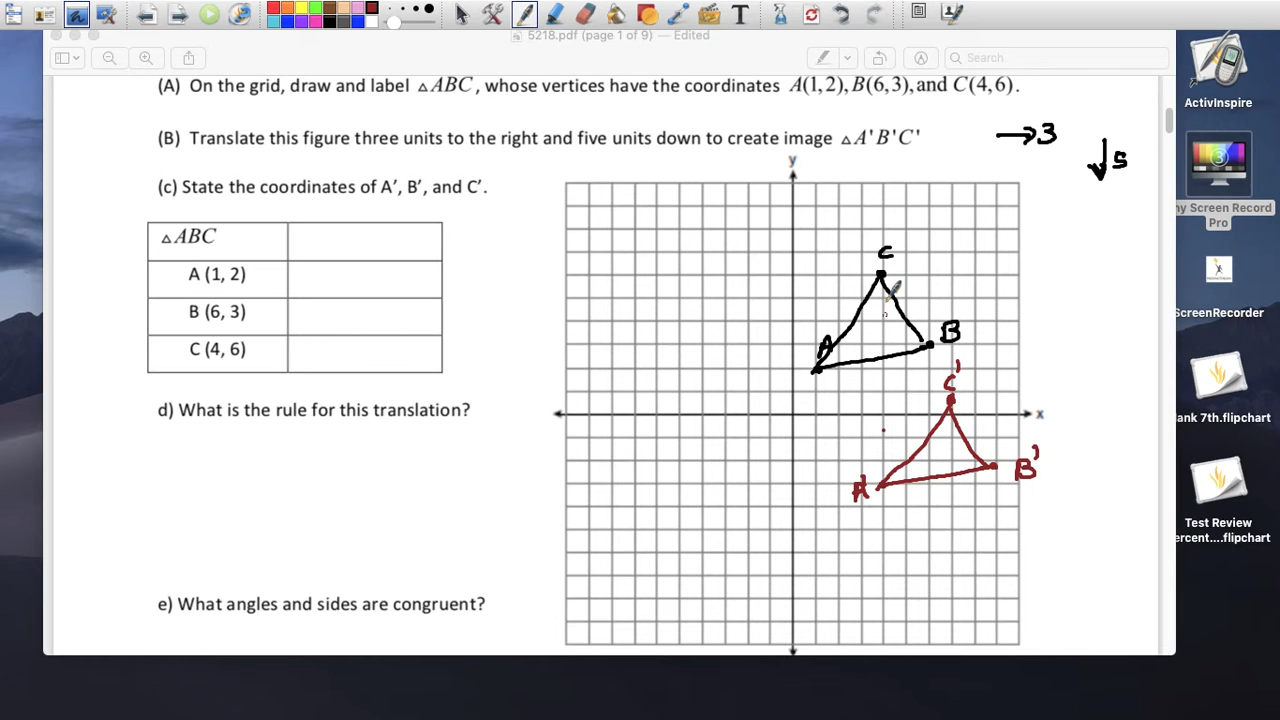 5218.pdf (page 1 of 9) — Edited
Search
(A) On the grid, draw and label △ABC, whose vertices have the coordinates A(1,2), B(6,3), and C(4,6).
(B) Translate this figure three units to the right and five units down to create image △A'B'C'
→3
↓5
(c) State the coordinates of A′, B′, and C′.
△ABC
A (1, 2)
B (6, 3)
C (4, 6)
d) What is the rule for this translation?
e) What angles and sides are congruent?
y
x
C
A
B
C'
A'
B'
ActivInspire
3
ny Screen Record
Pro
ScreenRecorder
lank 7th.flipchart
Test Review
ercent....flipchart